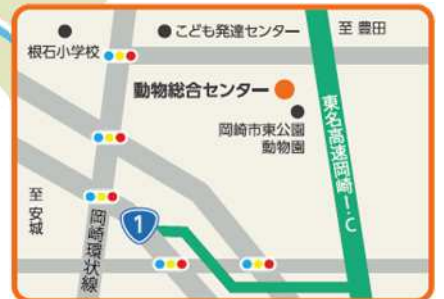 こども発達センター
至 豊田
根石小学校
動物総合センター
岡崎市東公園
動物園
東名高速岡崎I.C
至 安城
岡崎環状線
1